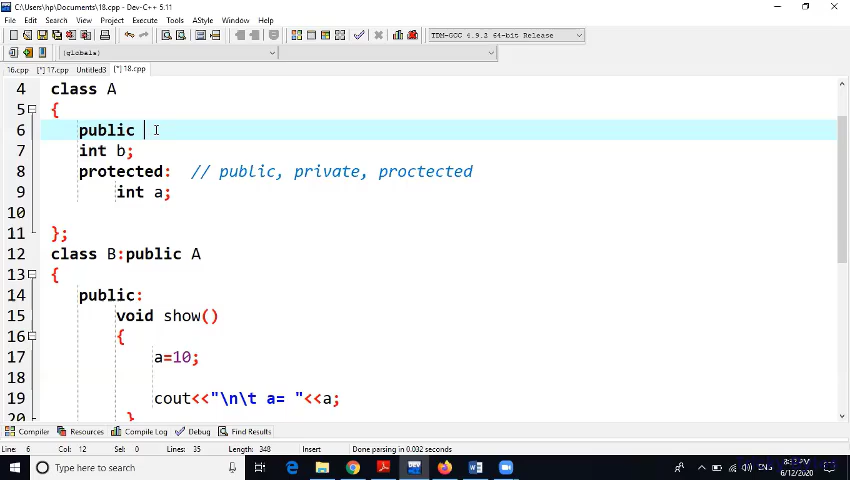 C:\Users\hp\Documents\18.cpp - Dev-C++ 5.11
File Edit Search View Project Execute Tools AStyle Window Help
TDM-GCC 4.9.2 64-bit Release
(globals)
16.cpp [*] 17.cpp Untitled3 [*] 18.cpp
4 class A
5 {
6 public
7 int b;
8 protected: // public, private, proctected
9 int a;
10
11 };
12 class B:public A
13 {
14 public:
15 void show()
16 {
17 a=10;
18
19 cout<<"\n\t a= "<<a;
20 }
Compiler Resources Compile Log Debug Find Results
Line: 6 Col: 12 Sel: 0 Lines: 35 Length: 348 Insert Done parsing in 0.032 seconds
Type here to search
ENG
6/12/2020